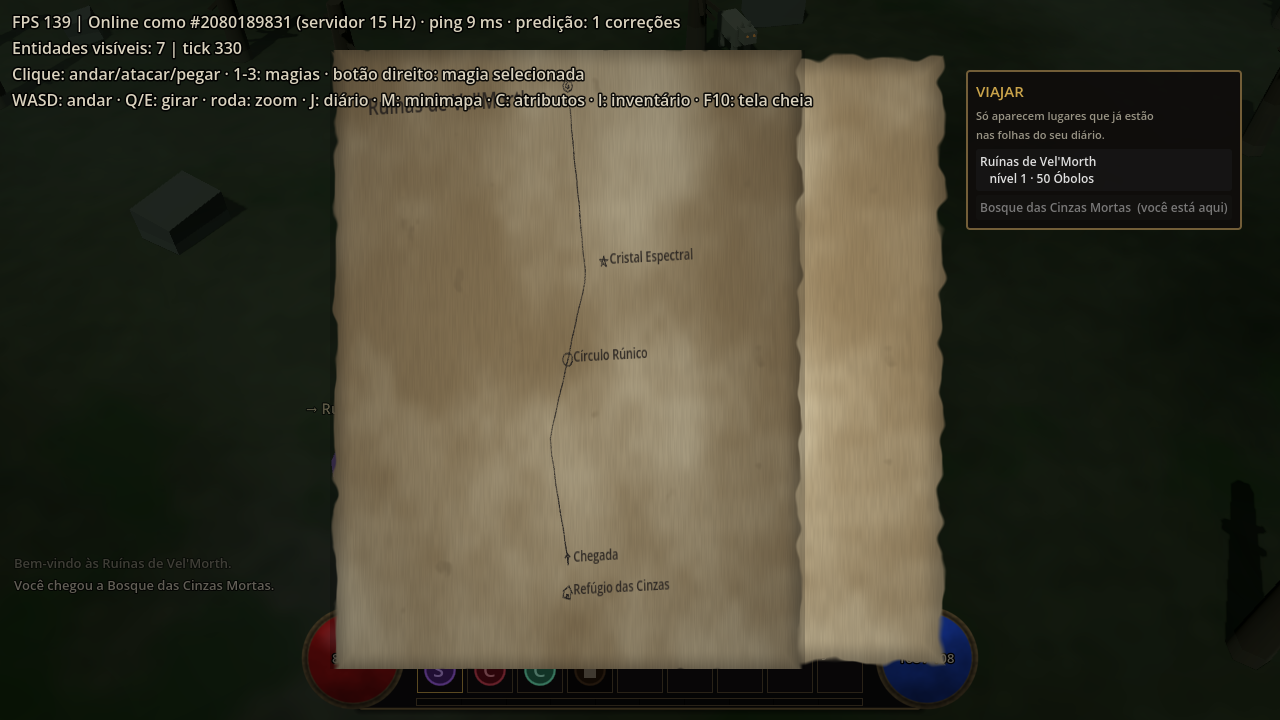 FPS 139 | Online como #2080189831 (servidor 15 Hz) · ping 9 ms · predição: 1 correções
Entidades visíveis: 7 | tick 330
Clique: andar/atacar/pegar · 1-3: magias · botão direito: magia selecionada
WASD: andar · Q/E: girar · roda: zoom · J: diário · M: minimapa · C: atributos · I: inventário · F10: tela cheia
Ruínas de Vel'Morth
VIAJAR
Só aparecem lugares que já estão
nas folhas do seu diário.
Ruínas de Vel'Morth
nível 1 · 50 Óbolos
Bosque das Cinzas Mortas (você está aqui)
Cristal Espectral
Círculo Rúnico
Chegada
Refúgio das Cinzas
Bem-vindo às Ruínas de Vel'Morth.
Você chegou a Bosque das Cinzas Mortas.
S C C